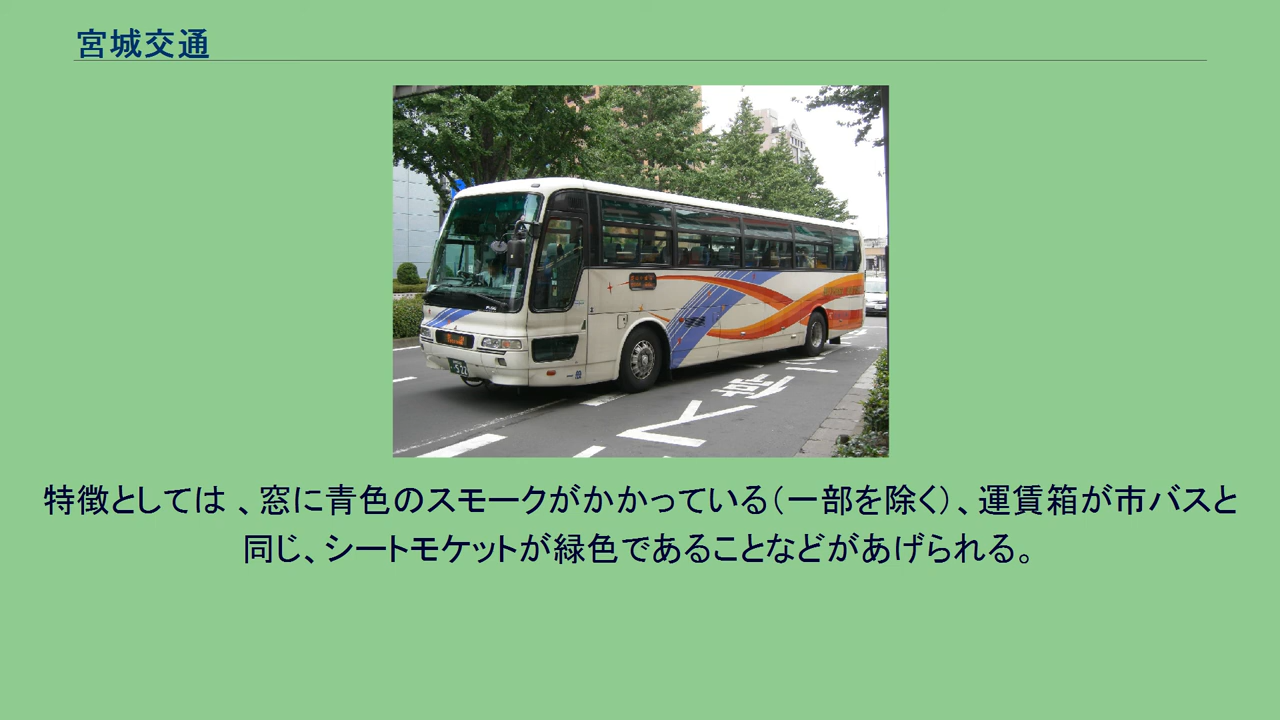 宮城交通
特徴としては 、窓に青色のスモークがかかっている(一部を除く)、運賃箱が市バスと
同じ、シートモケットが緑色であることなどがあげられる。